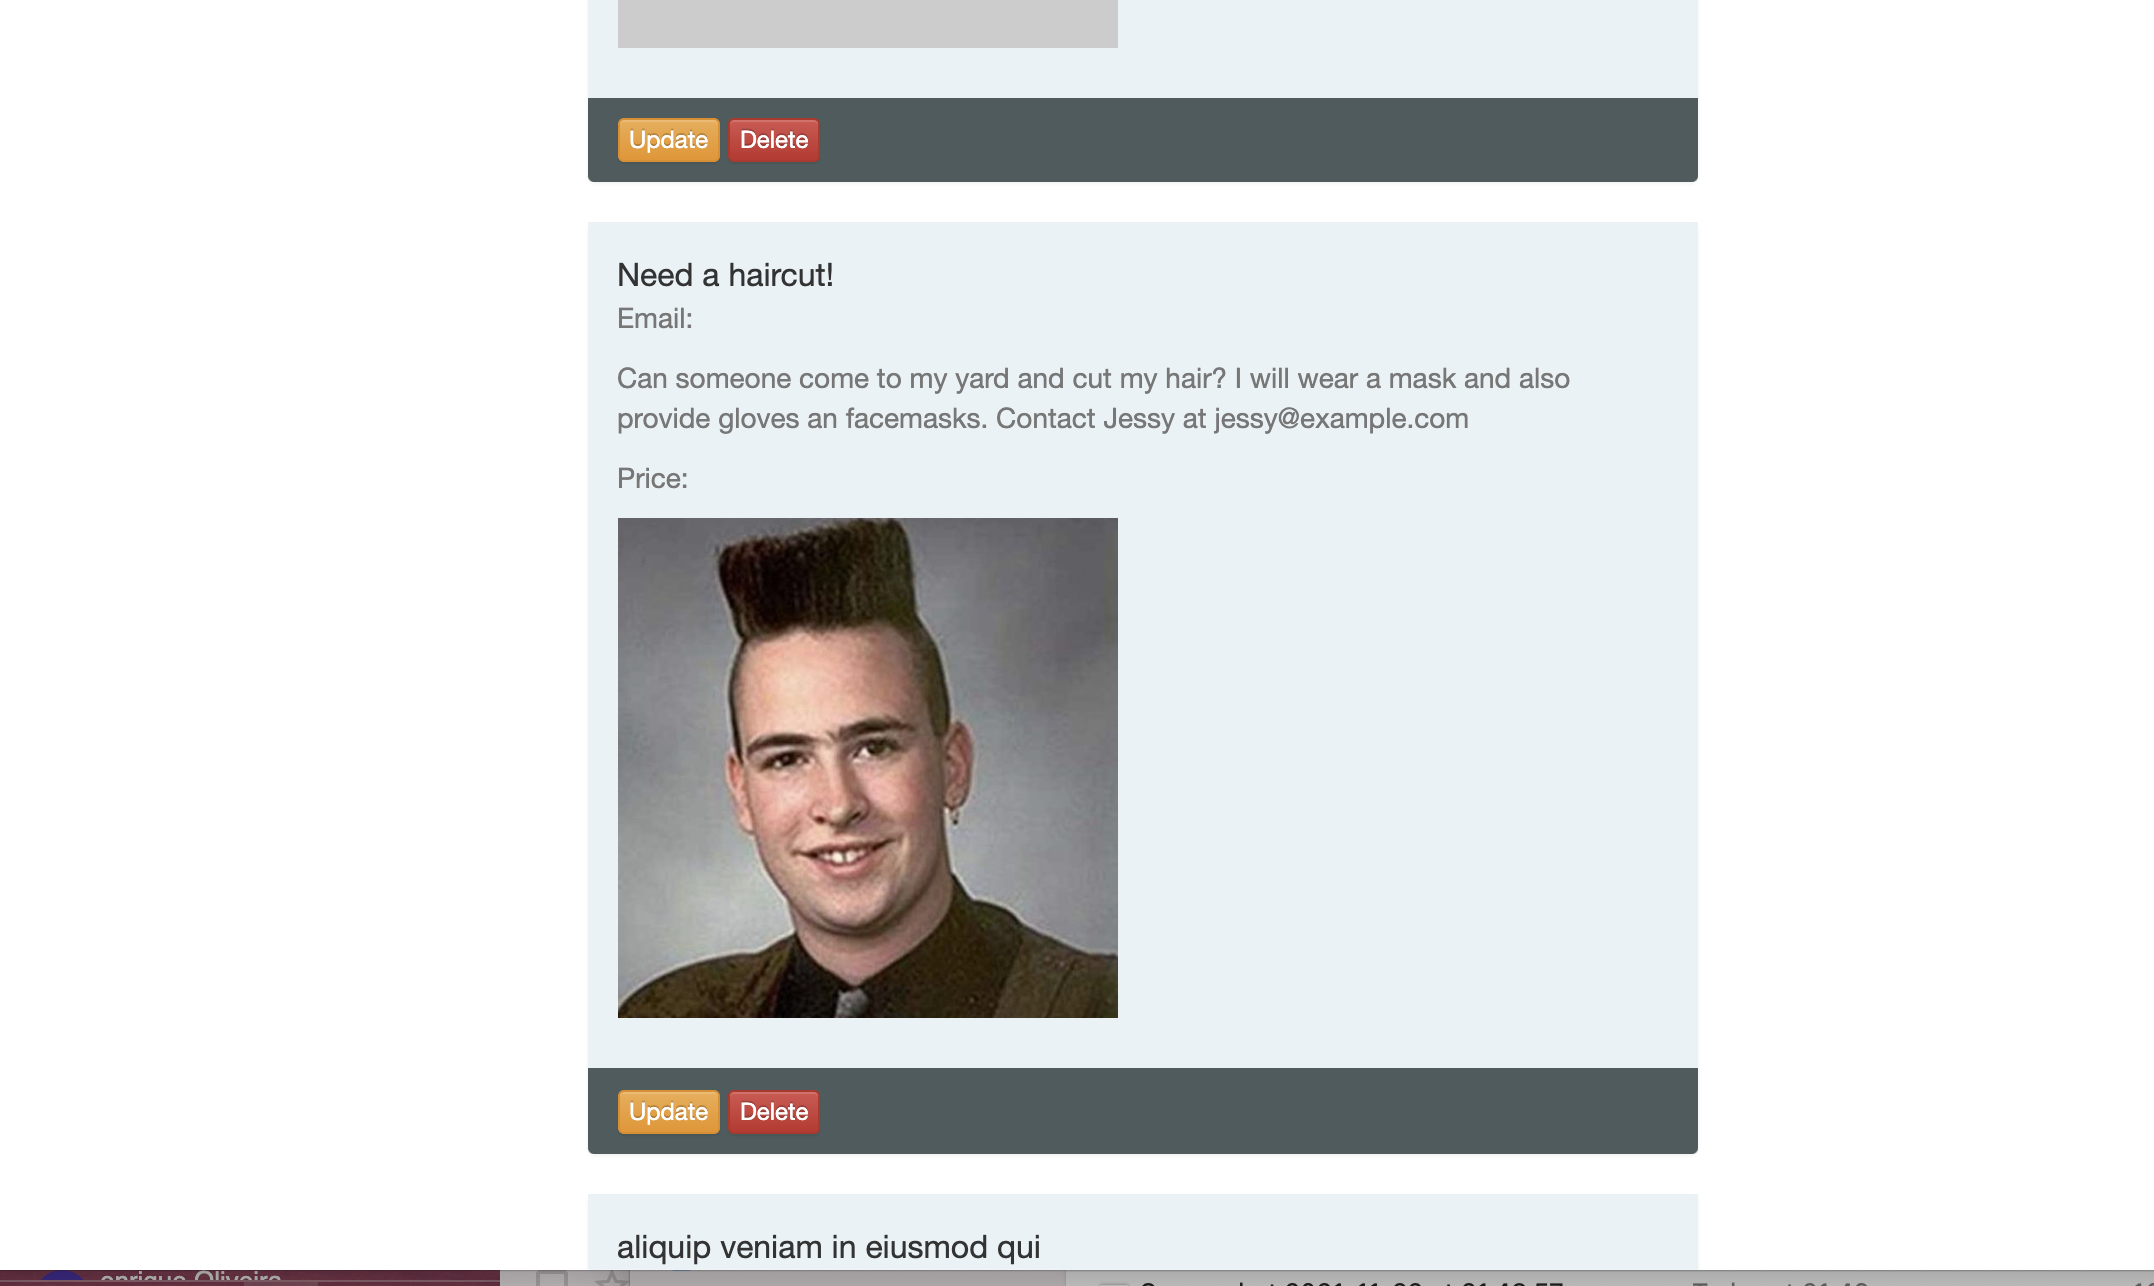 Update Delete
Need a haircut!
Email:
Can someone come to my yard and cut my hair? I will wear a mask and also
provide gloves an facemasks. Contact Jessy at jessy@example.com
Price:
Update Delete
aliquip veniam in eiusmod qui
enrique Oliveira